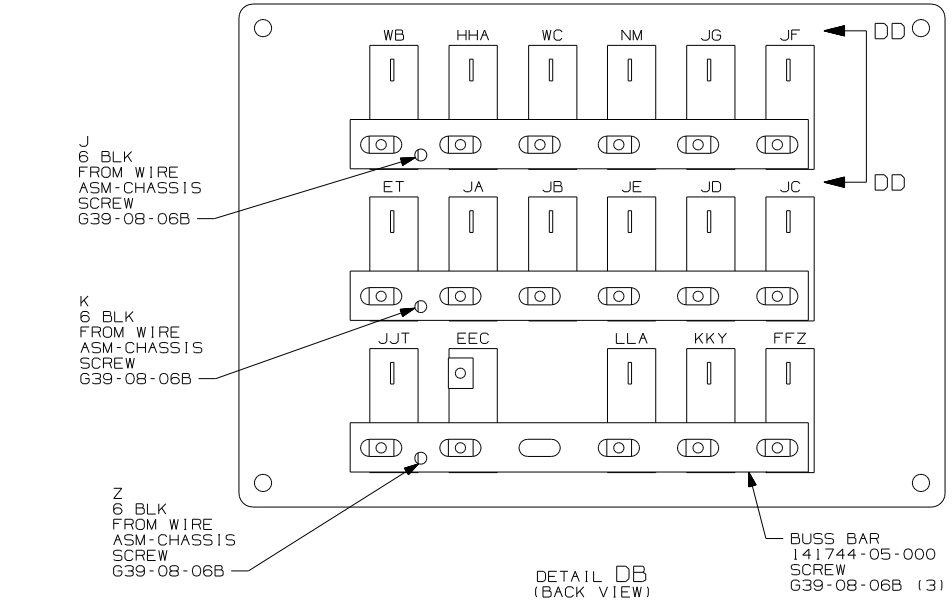 WB HHA WC NM JG JF DD
J
6 BLK
FROM WIRE
ASM-CHASSIS
SCREW
G39-08-06B
DD
ET JA JB JE JD JC
K
6 BLK
FROM WIRE
ASM-CHASSIS
SCREW
G39-08-06B
JJT EEC LLA KKY FFZ
Z
6 BLK
FROM WIRE
ASM-CHASSIS
SCREW
G39-08-06B
BUSS BAR
141744-05-000
SCREW
G39-08-06B (3)
DETAIL DB
(BACK VIEW)